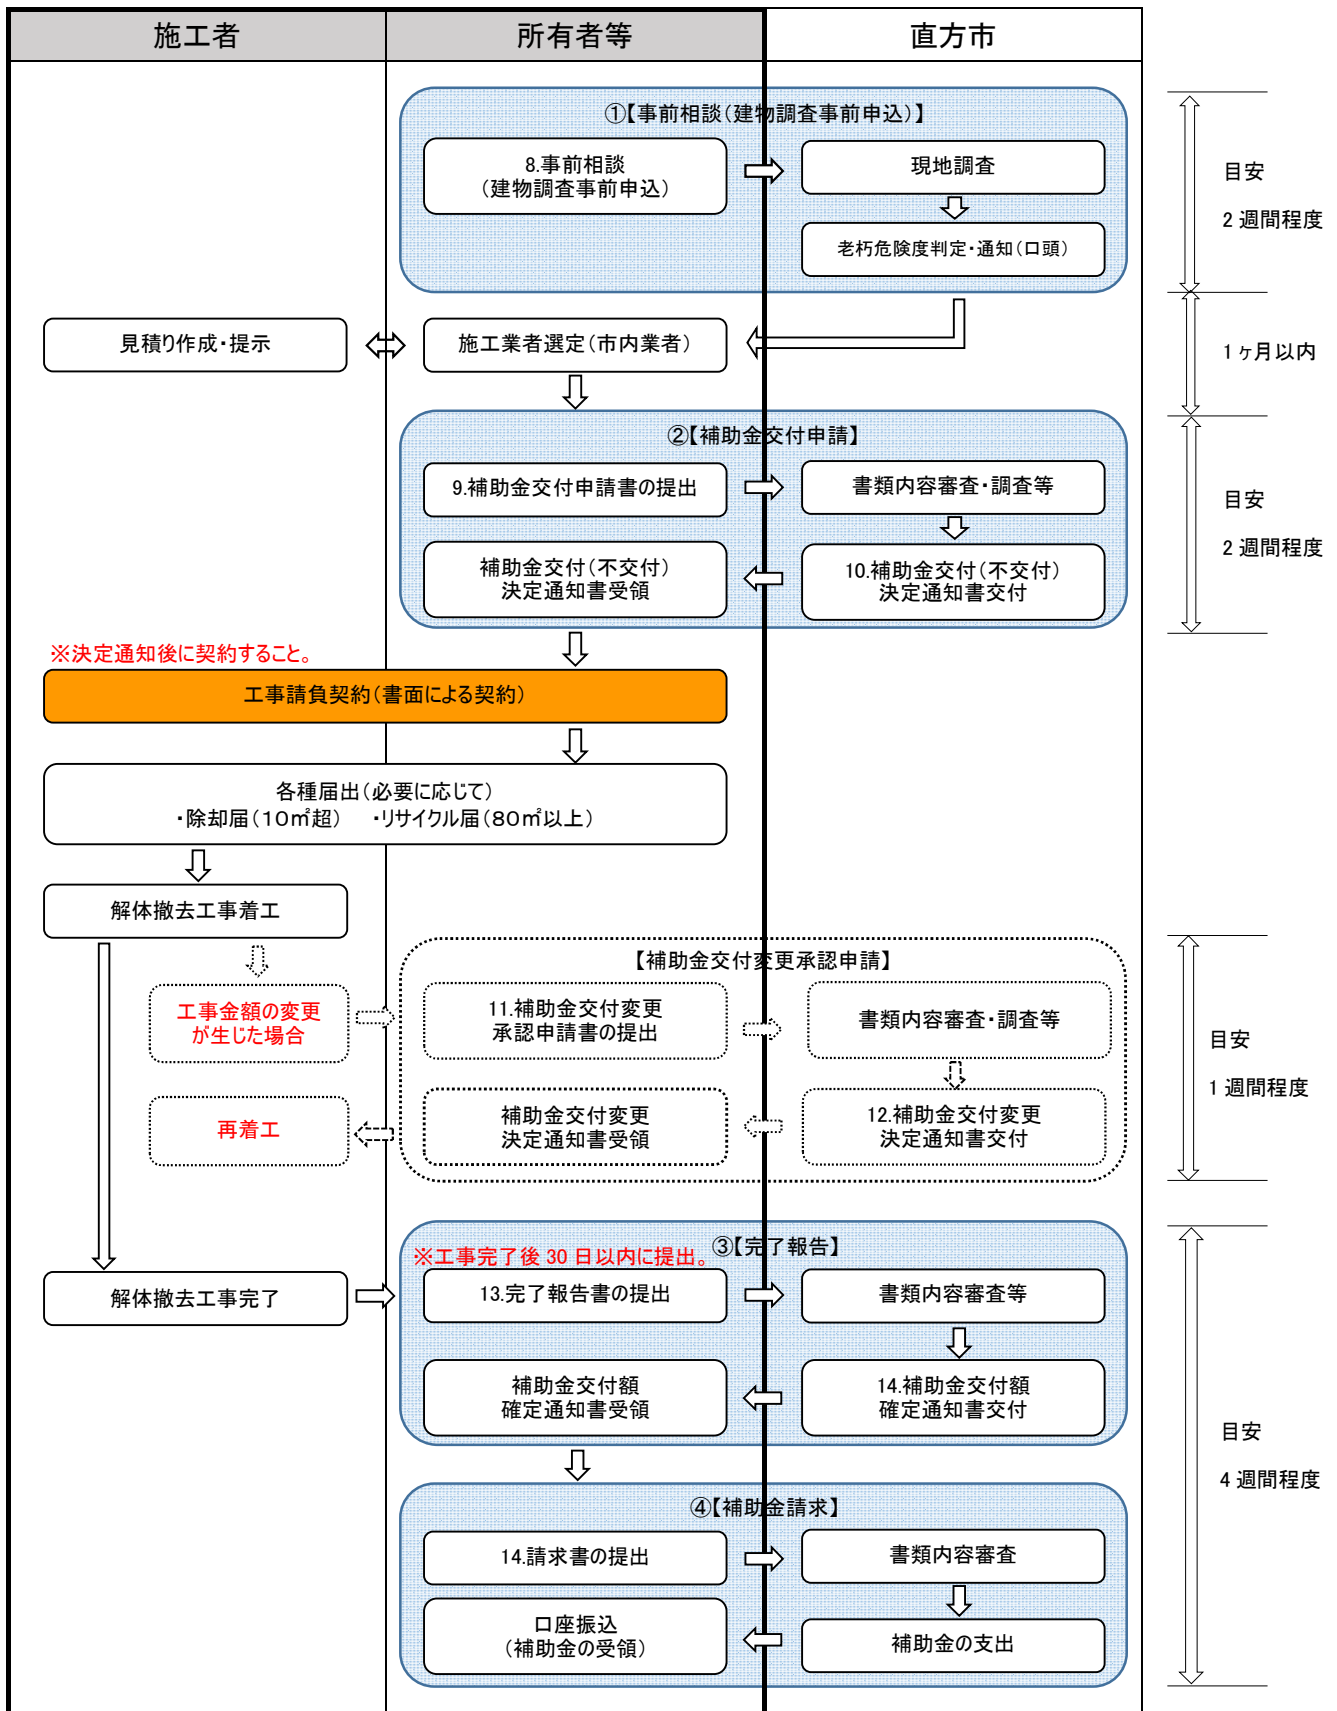 施工者
所有者等
直方市
①【事前相談（建物調査事前申込）】
8.事前相談
（建物調査事前申込）
現地調査
老朽危険度判定・通知（口頭）
目安
2 週間程度
見積り作成・提示
施工業者選定（市内業者）
1 ヶ月以内
②【補助金交付申請】
9.補助金交付申請書の提出
書類内容審査・調査等
補助金交付（不交付）
決定通知書受領
10.補助金交付（不交付）
決定通知書交付
目安
2 週間程度
※決定通知後に契約すること。
工事請負契約（書面による契約）
各種届出（必要に応じて）
・除却届（１０㎡超）　・リサイクル届（８０㎡以上）
解体撤去工事着工
【補助金交付変更承認申請】
工事金額の変更
が生じた場合
11.補助金交付変更
承認申請書の提出
書類内容審査・調査等
再着工
補助金交付変更
決定通知書受領
12.補助金交付変更
決定通知書交付
目安
1 週間程度
③【完了報告】
※工事完了後 30 日以内に提出。
解体撤去工事完了
13.完了報告書の提出
書類内容審査等
補助金交付額
確定通知書受領
14.補助金交付額
確定通知書交付
目安
4 週間程度
④【補助金請求】
14.請求書の提出
書類内容審査
口座振込
（補助金の受領）
補助金の支出